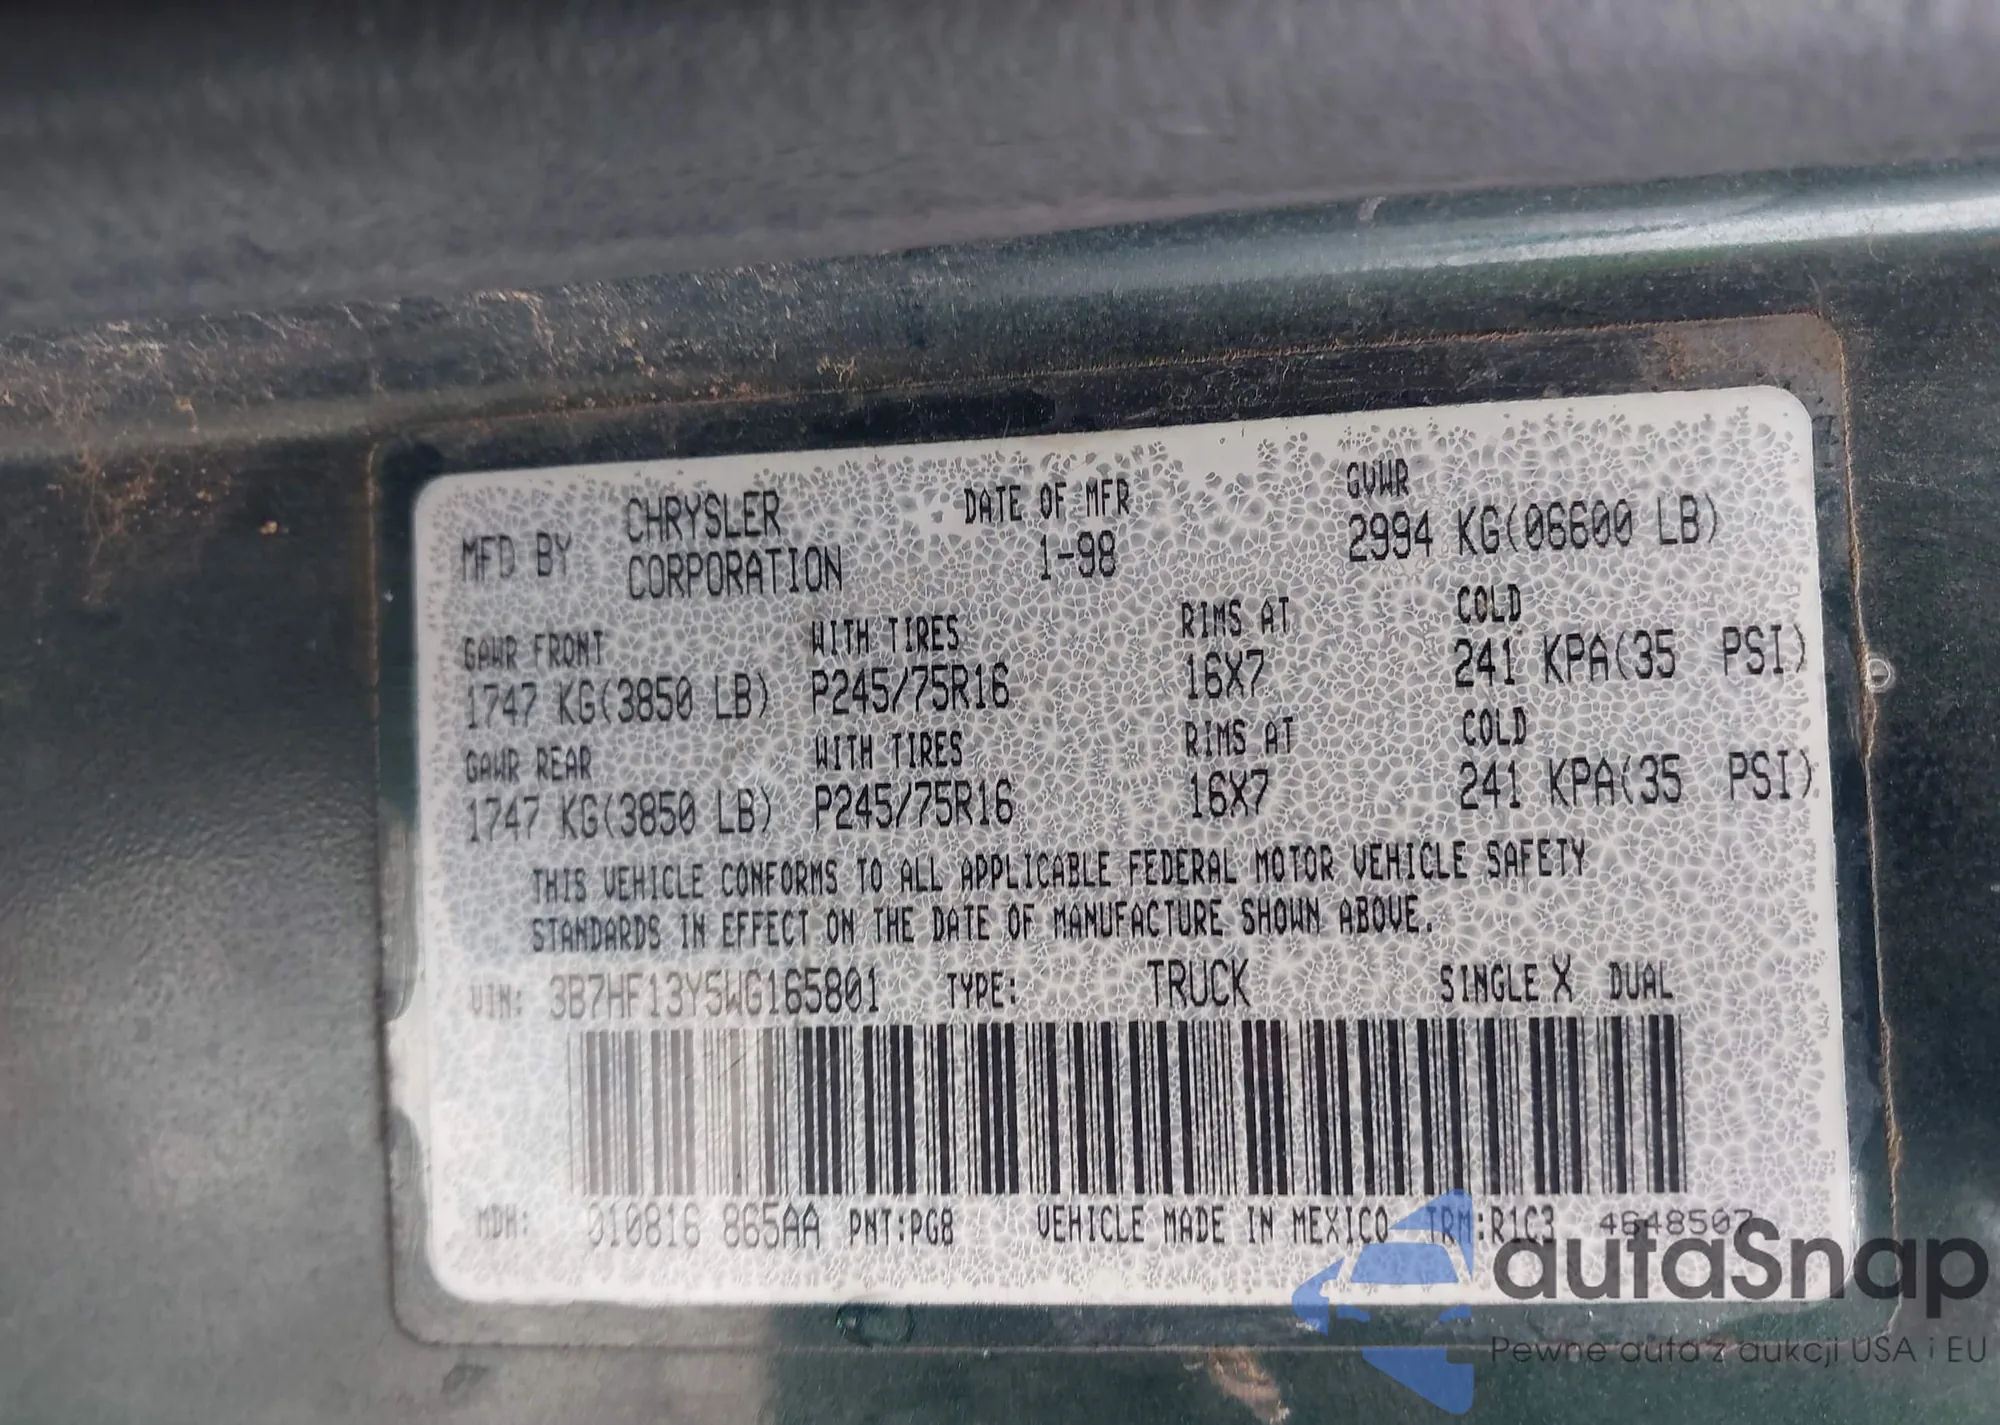 MFD BY CHRYSLER CORPORATION DATE OF MFR 1-98 GVWR 2994 KG(06600 LB)
GAWR FRONT WITH TIRES RIMS AT COLD
1747 KG(3850 LB) P245/75R16 16X7 241 KPA(35 PSI)
GAWR REAR WITH TIRES RIMS AT COLD
1747 KG(3850 LB) P245/75R16 16X7 241 KPA(35 PSI)
THIS VEHICLE CONFORMS TO ALL APPLICABLE FEDERAL MOTOR VEHICLE SAFETY
STANDARDS IN EFFECT ON THE DATE OF MANUFACTURE SHOWN ABOVE.
VIN: 3B7HF13Y5WG165801 TYPE: TRUCK SINGLE X DUAL
MDH: 010816 865AA PNT:PG8 VEHICLE MADE IN MEXICO TRM:R1C3 4648507
autaSnap
Pewne auta z aukcji USA i EU